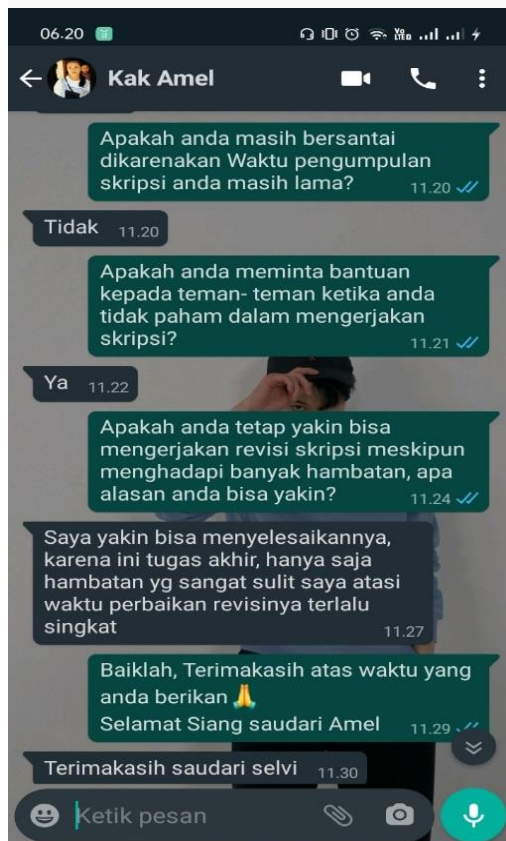 06.20
Kak Amel
Apakah anda masih bersantai
dikarenakan Waktu pengumpulan
skripsi anda masih lama?
11.20
Tidak 11.20
Apakah anda meminta bantuan
kepada teman- teman ketika anda
tidak paham dalam mengerjakan
skripsi?
11.21
Ya 11.22
Apakah anda tetap yakin bisa
mengerjakan revisi skripsi meskipun
menghadapi banyak hambatan, apa
alasan anda bisa yakin?
11.24
Saya yakin bisa menyelesaikannya,
karena ini tugas akhir, hanya saja
hambatan yg sangat sulit saya atasi
waktu perbaikan revisinya terlalu
singkat
11.27
Baiklah, Terimakasih atas waktu yang
anda berikan 🙏
Selamat Siang saudari Amel 11.29
Terimakasih saudari selvi 11.30
Ketik pesan